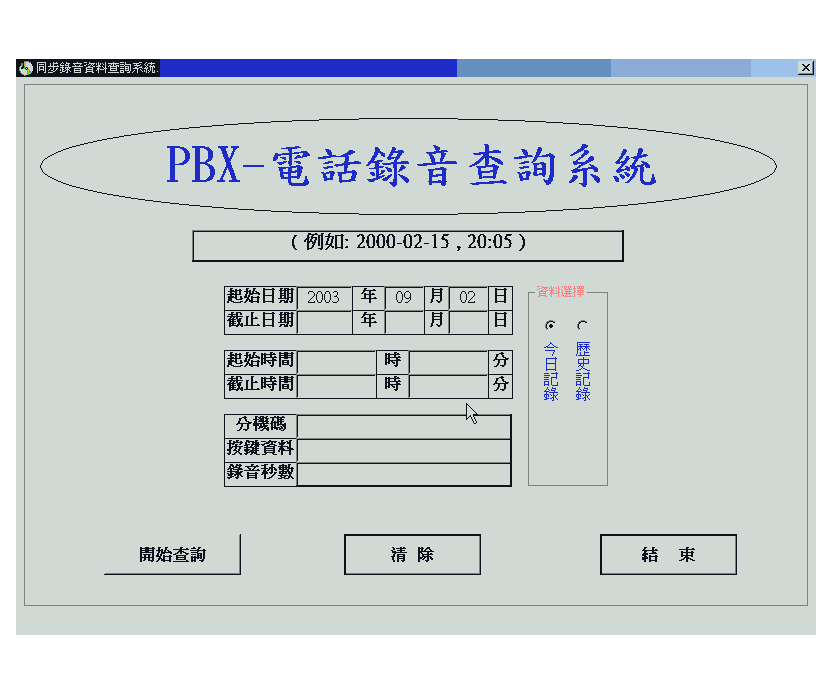 同步錄音資料查詢系統.
PBX-電話錄音查詢系統
( 例如: 2000-02-15 , 20:05 )
起始日期 2003 年 09 月 02 日
截止日期 年 月 日
起始時間 時 分
截止時間 時 分
分機碼
按鍵資料
錄音秒數
資料選擇
今日記錄
歷史記錄
開始查詢
清 除
結 束